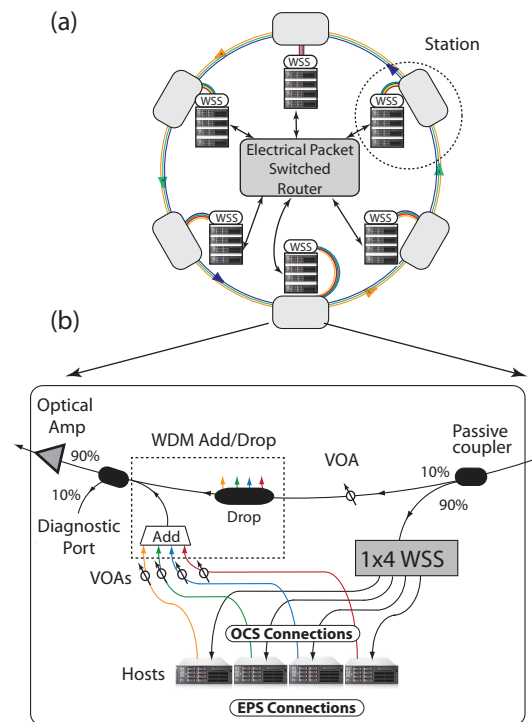 (a)
Station
WSS
WSS
WSS
Electrical Packet
Switched
Router
WSS
WSS
WSS
(b)
Optical
Amp
90%
10%
Diagnostic
Port
WDM Add/Drop
Drop
Add
VOAs
VOA
Passive
coupler
10%
90%
1x4 WSS
OCS Connections
Hosts
EPS Connections